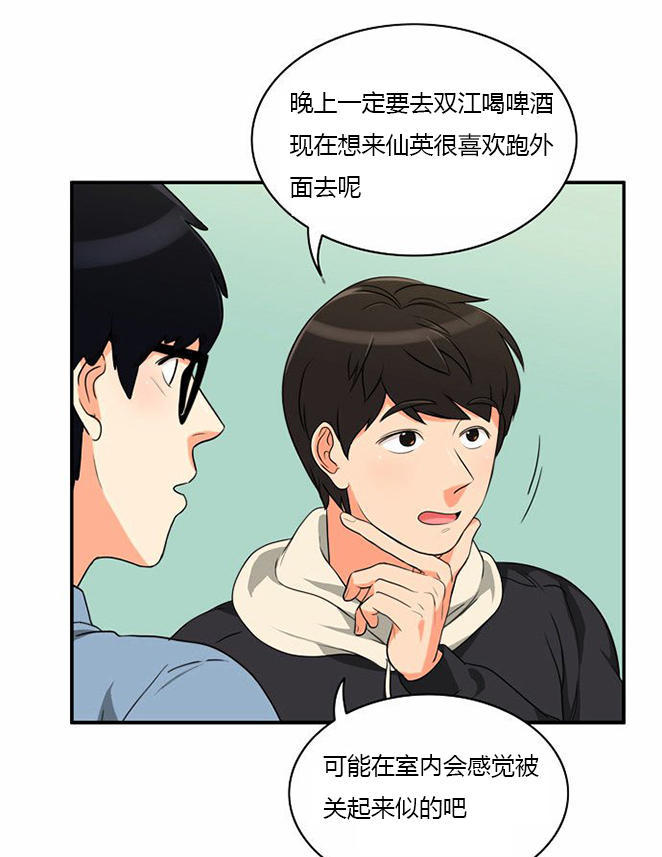 晚上一定要去双江喝啤酒
现在想来仙英很喜欢跑外
面去呢
可能在室内会感觉被
关起来似的吧